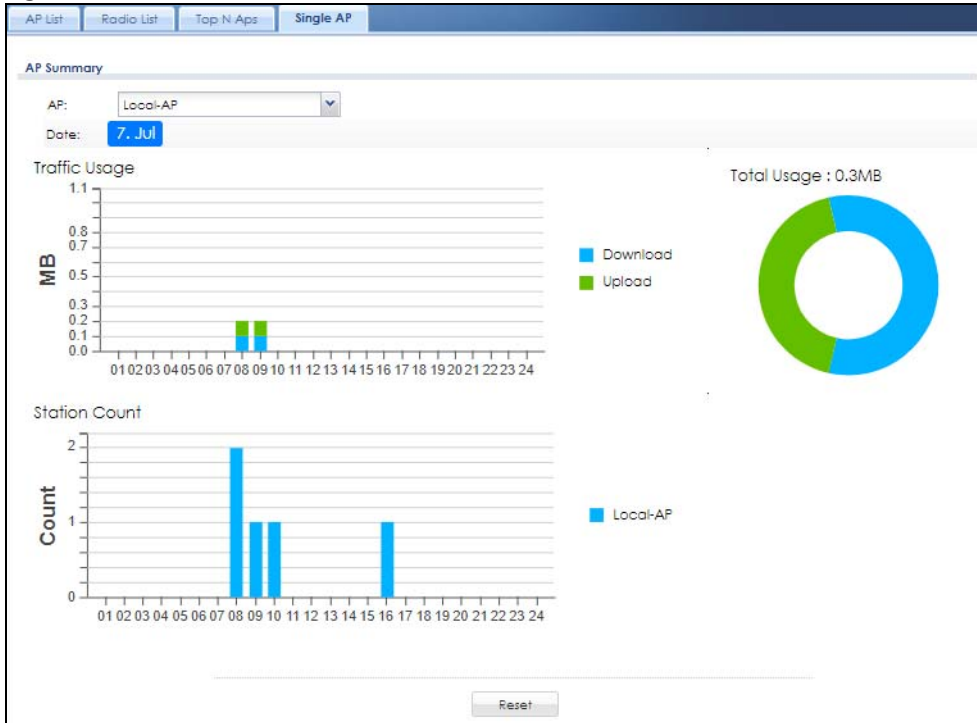 AP List Radio List Top N Aps Single AP
AP Summary
AP: Local-AP
Date: 7. Jul
Traffic Usage
1.1
0.8
0.7
0.5
0.3
0.2
0.1
0.0
MB
01 02 03 04 05 06 07 08 09 10 11 12 13 14 15 16 17 18 19 20 21 22 23 24
Download
Upload
Total Usage : 0.3MB
Station Count
2
1
0
Count
01 02 03 04 05 06 07 08 09 10 11 12 13 14 15 16 17 18 19 20 21 22 23 24
Local-AP
Reset